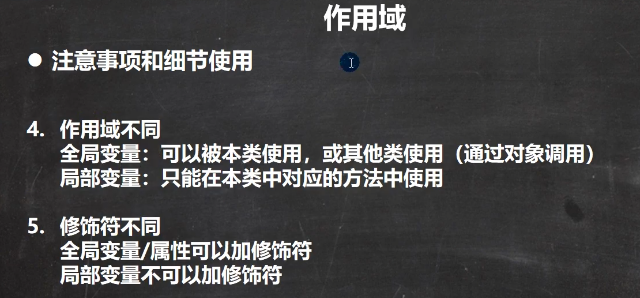 作用域
● 注意事项和细节使用
4. 作用域不同
全局变量：可以被本类使用，或其他类使用（通过对象调用）
局部变量：只能在本类中对应的方法中使用
5. 修饰符不同
全局变量/属性可以加修饰符
局部变量不可以加修饰符